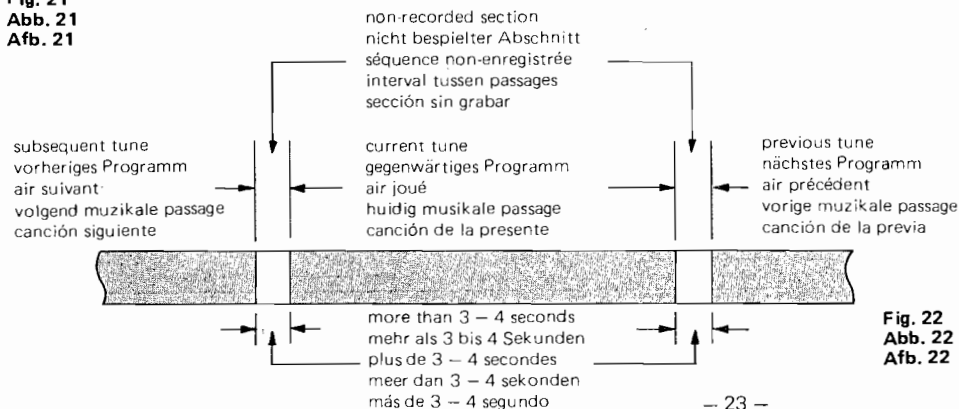 Fig. 21
Abb. 21
Afb. 21
non-recorded section
nicht bespielter Abschnitt
séquence non-enregistrée
interval tussen passages
sección sin grabar
subsequent tune
vorheriges Programm
air suivant
volgend muzikale passage
canción siguiente
current tune
gegenwärtiges Programm
air joué
huidig musikale passage
canción de la presente
previous tune
nächstes Programm
air précédent
vorige muzikale passage
canción de la previa
more than 3 – 4 seconds
mehr als 3 bis 4 Sekunden
plus de 3 – 4 secondes
meer dan 3 – 4 sekonden
más de 3 – 4 segundo
Fig. 22
Abb. 22
Afb. 22
– 23 –